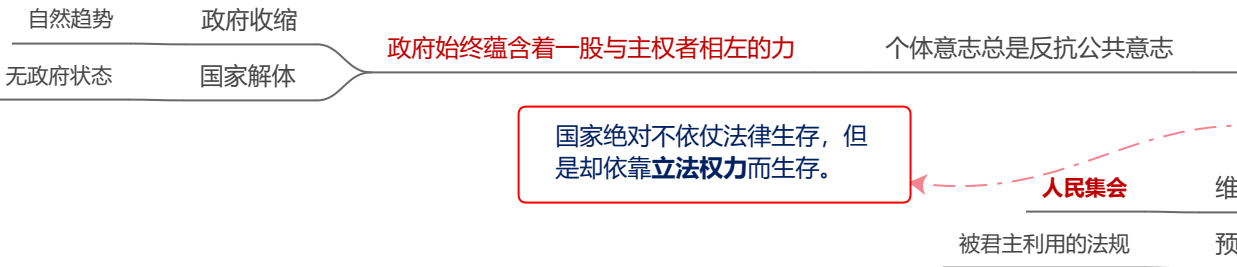 自然趋势 政府收缩
政府始终蕴含着一股与主权者相左的力 个体意志总是反抗公共意志
无政府状态 国家解体
国家绝对不依仗法律生存，但
是却依靠立法权力而生存。
人民集会 维
被君主利用的法规 预